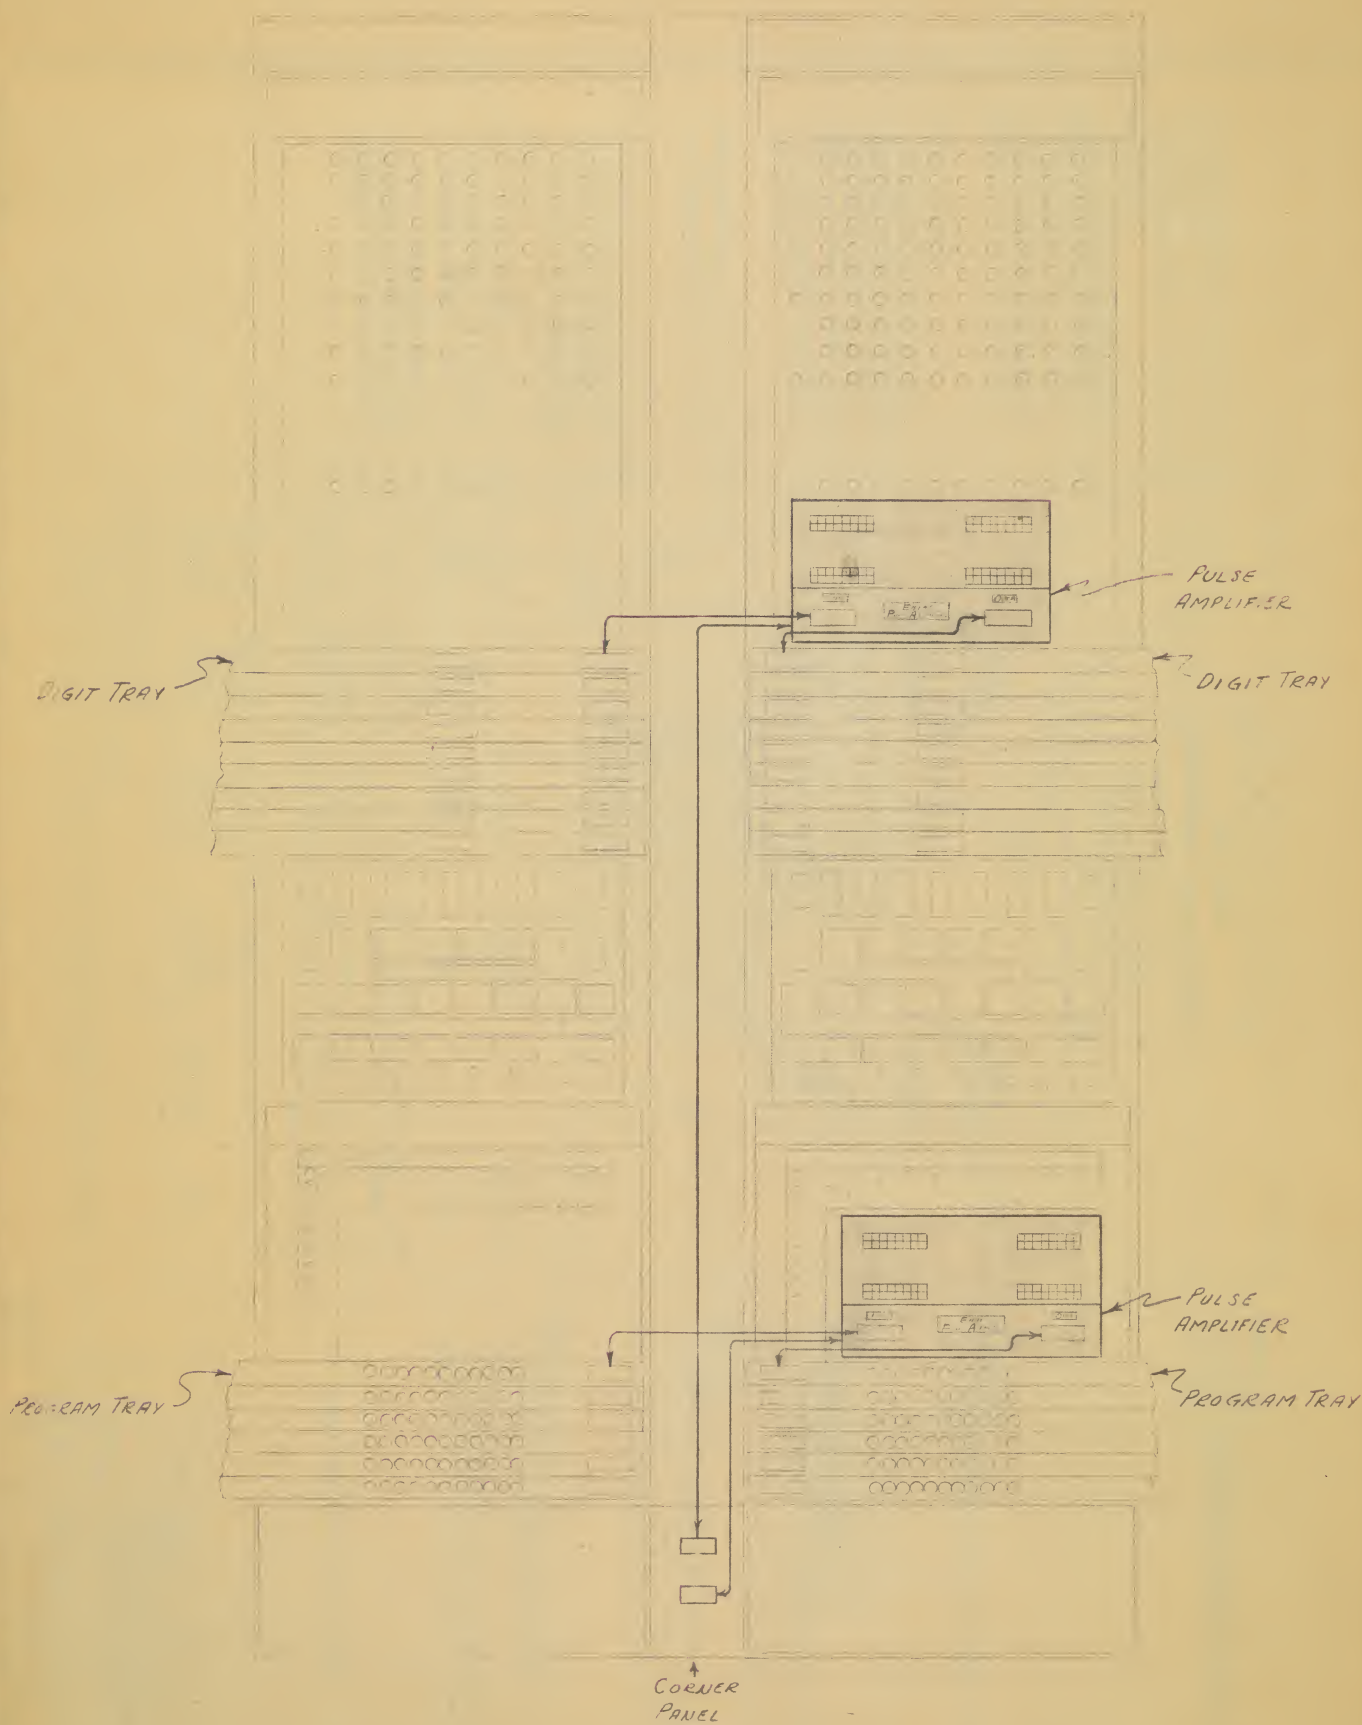 PULSE
AMPLIFIER
DIGIT TRAY
DIGIT TRAY
PULSE
AMPLIFIER
PROGRAM TRAY
PROGRAM TRAY
CORNER
PANEL